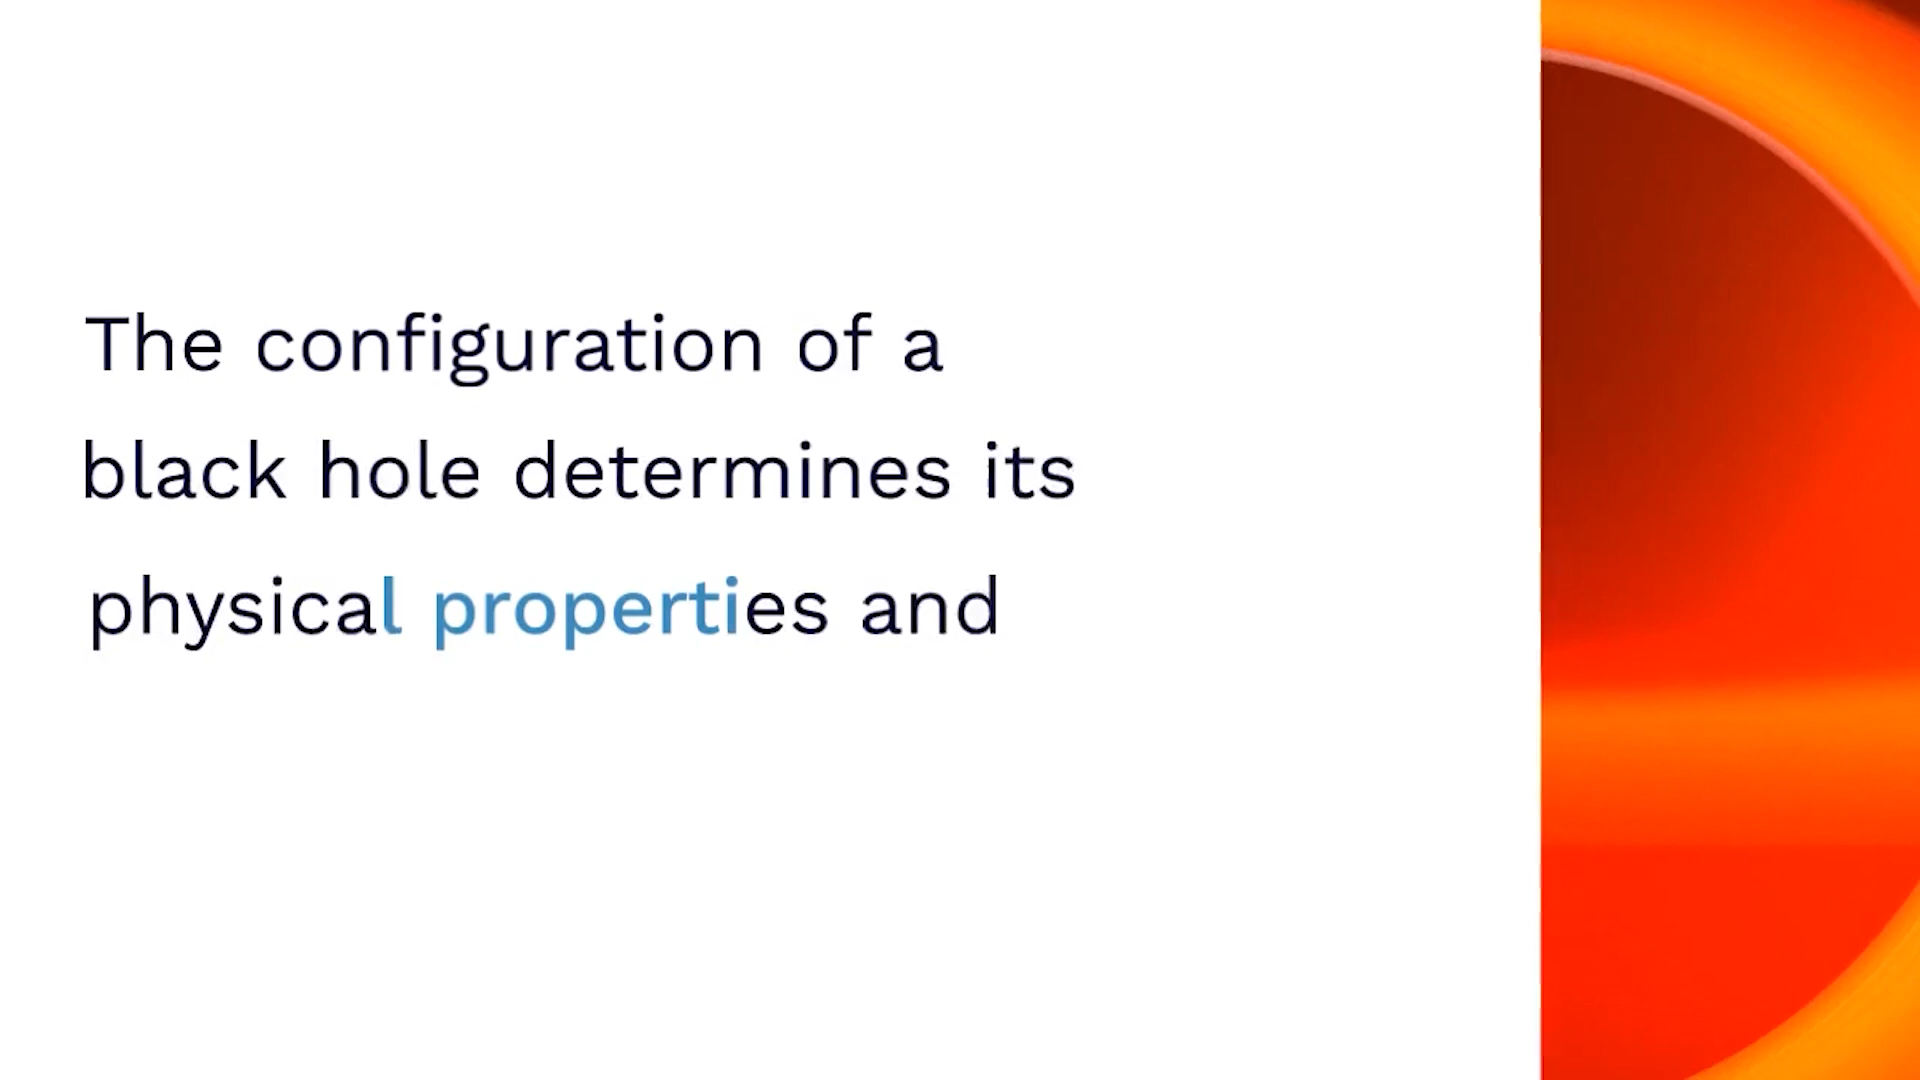 The configuration of a
black hole determines its
physical properties and